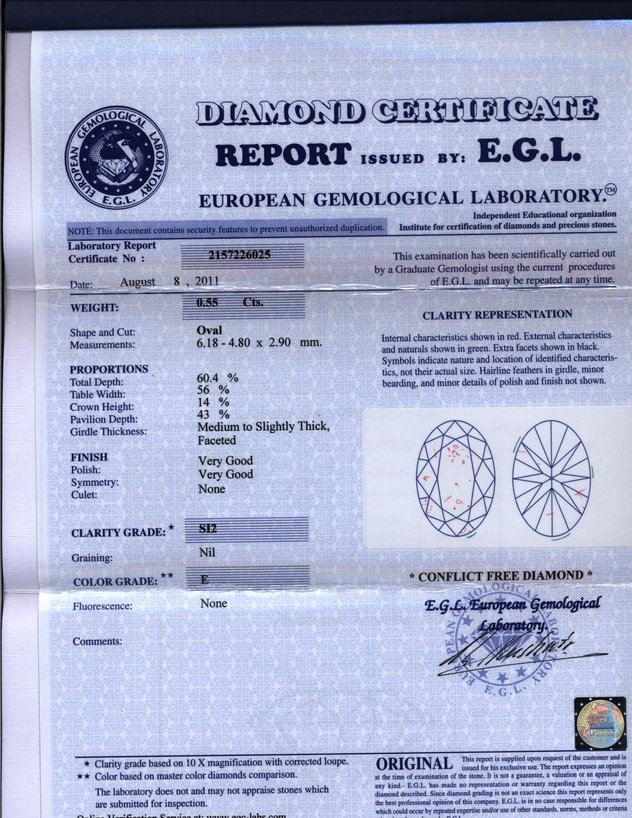 EUROPEAN GEMOLOGICAL LABORATORY
E.G.L.
DIAMOND CERTIFICATE
REPORT ISSUED BY: E.G.L.
EUROPEAN GEMOLOGICAL LABORATORY.™
Independent Educational organization
Institute for certification of diamonds and precious stones.
NOTE: This document contains security features to prevent unauthorized duplication.
Laboratory Report
Certificate No : 2157226025
Date: August 8 , 2011
This examination has been scientifically carried out
by a Graduate Gemologist using the current procedures
of E.G.L. and may be repeated at any time.
WEIGHT: 0.55 Cts.
Shape and Cut: Oval
Measurements: 6.18 - 4.80 x 2.90 mm.
PROPORTIONS
Total Depth: 60.4 %
Table Width: 56 %
Crown Height: 14 %
Pavilion Depth: 43 %
Girdle Thickness: Medium to Slightly Thick,
Faceted
FINISH
Polish: Very Good
Symmetry: Very Good
Culet: None
CLARITY GRADE:★ SI2
Graining: Nil
COLOR GRADE:★★ E
Fluorescence: None
Comments:
CLARITY REPRESENTATION
Internal characteristics shown in red. External characteristics
and naturals shown in green. Extra facets shown in black.
Symbols indicate nature and location of identified characteris-
tics, not their actual size. Hairline feathers in girdle, minor
bearding, and minor details of polish and finish not shown.
* CONFLICT FREE DIAMOND *
E.G.L. European Gemological
Laboratory.
E.G.L.
★ Clarity grade based on 10 X magnification with corrected loupe.
★★ Color based on master color diamonds comparison.
The laboratory does not and may not appraise stones which
are submitted for inspection.
Online Verification Service at: www.egl-labs.com
ORIGINAL This report is supplied upon request of the customer and is
issued for his exclusive use. The report expresses an opinion
at the time of examination of the stone. It is not a guarantee, a valuation or an appraisal of
any kind.- E.G.L. has made no representation or warranty regarding this report or the
diamond described. Since diamond grading is not an exact science this report represents only
the best professional opinion of this company. E.G.L. is in no case responsible for differences
which could occur by repeated expertise and/or use of other standards, norms, methods or criteria